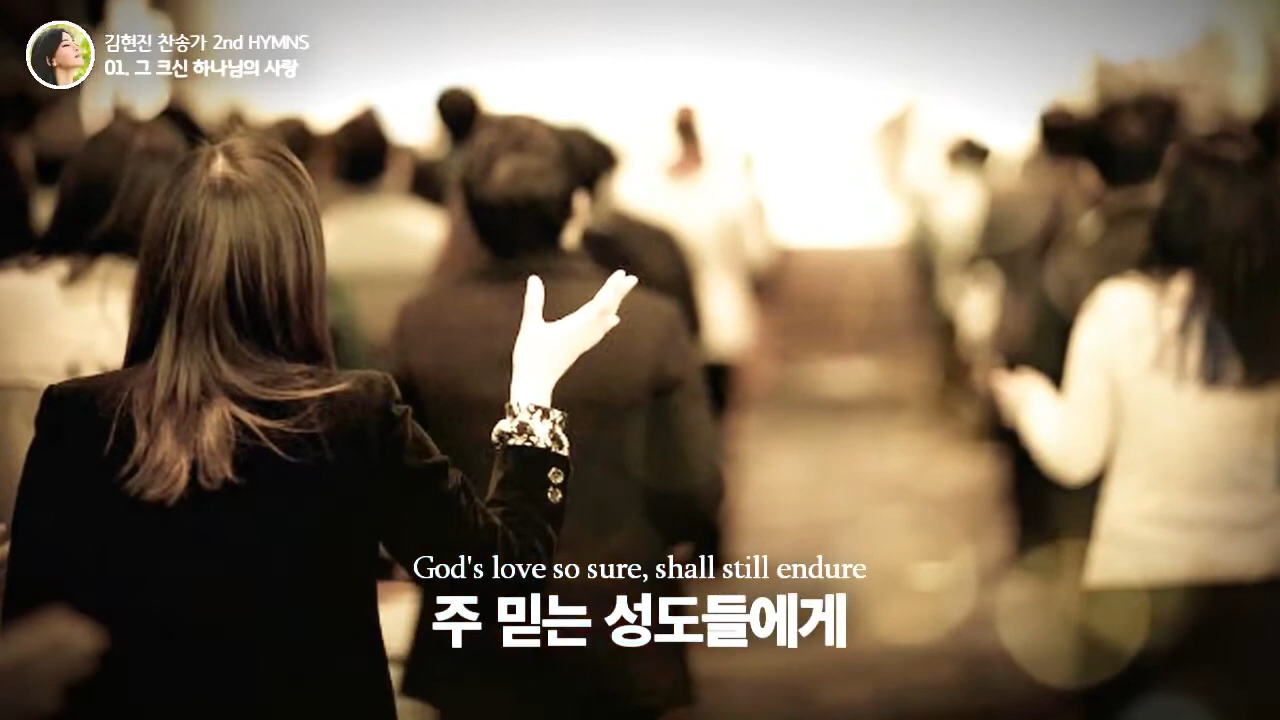 김현진 찬송가 2nd HYMNS
01. 그 크신 하나님의 사랑
God's love so sure, shall still endure
주 믿는 성도들에게